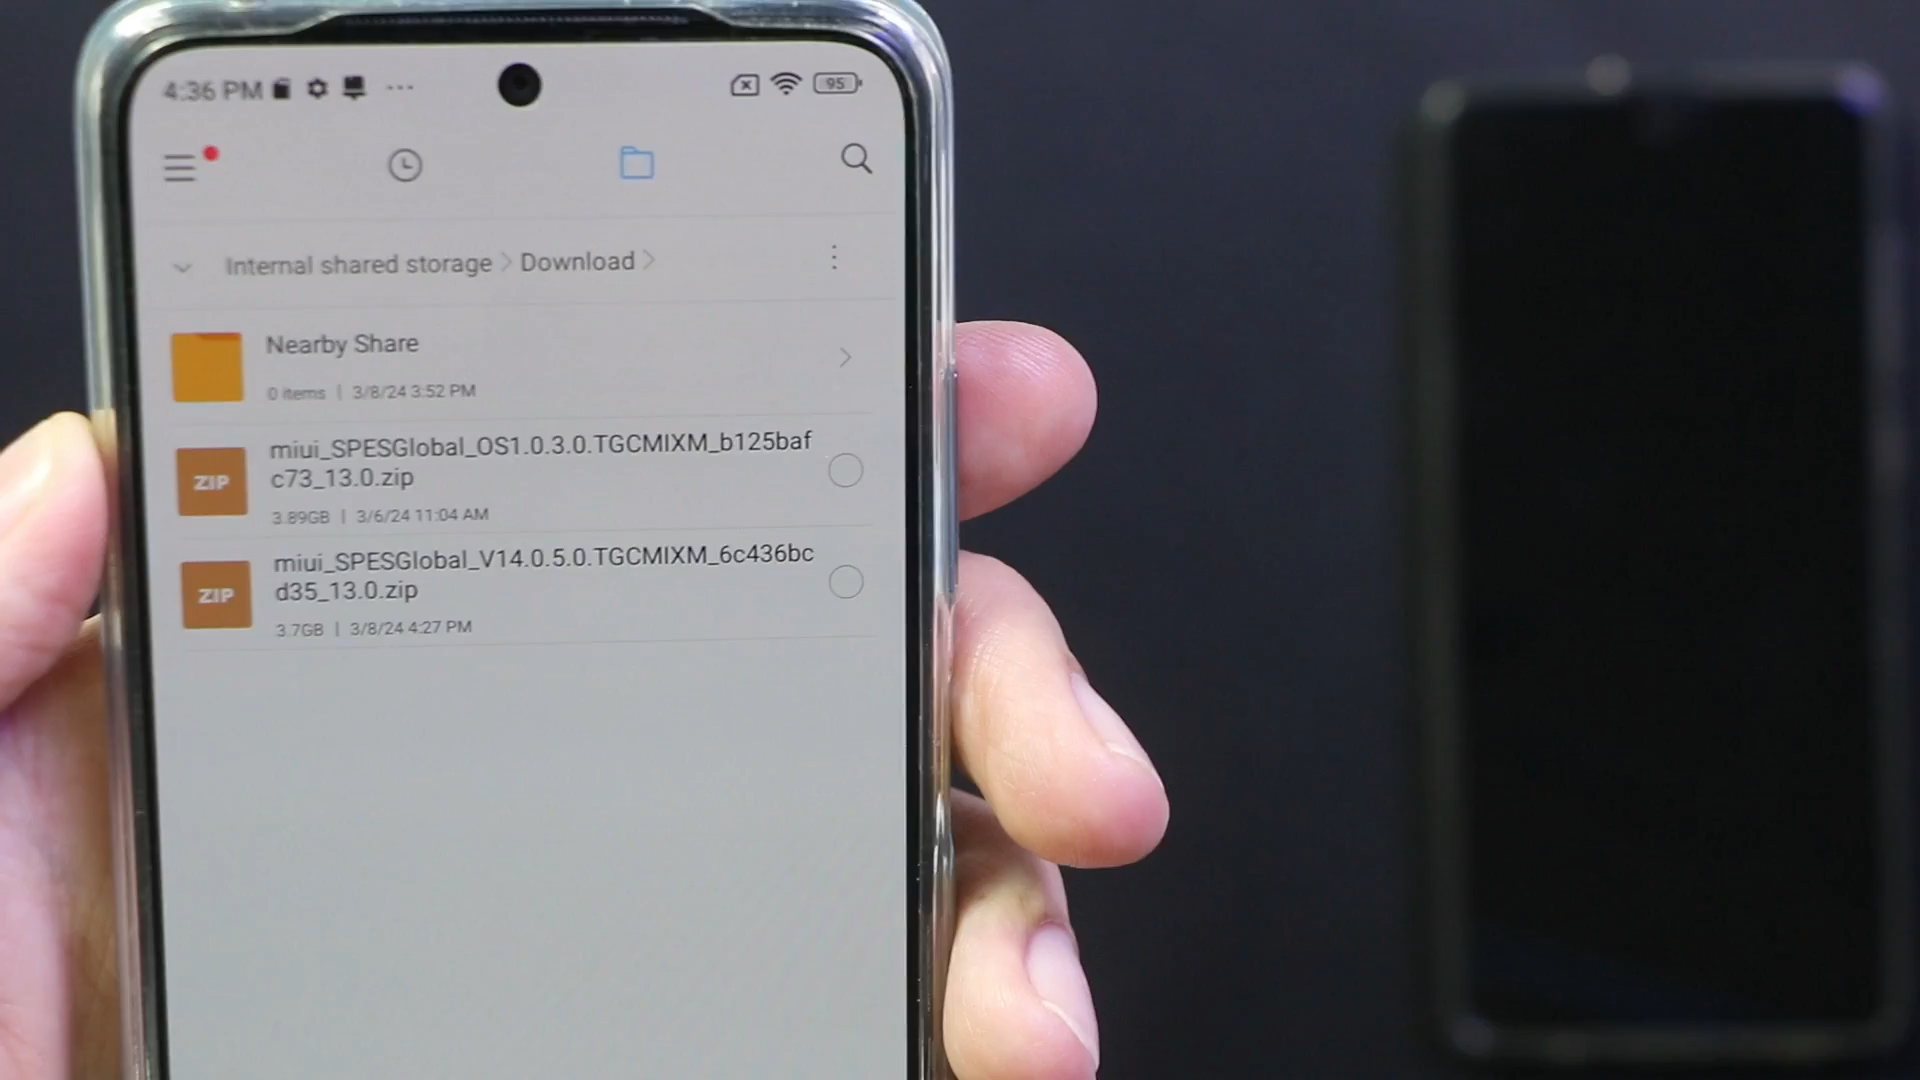 4:36 PM
95
Internal shared storage > Download >
Nearby Share
0 items | 3/8/24 3:52 PM
ZIP
miui_SPESGlobal_OS1.0.3.0.TGCMIXM_b125baf
c73_13.0.zip
3.89GB | 3/6/24 11:04 AM
ZIP
miui_SPESGlobal_V14.0.5.0.TGCMIXM_6c436bc
d35_13.0.zip
3.7GB | 3/8/24 4:27 PM